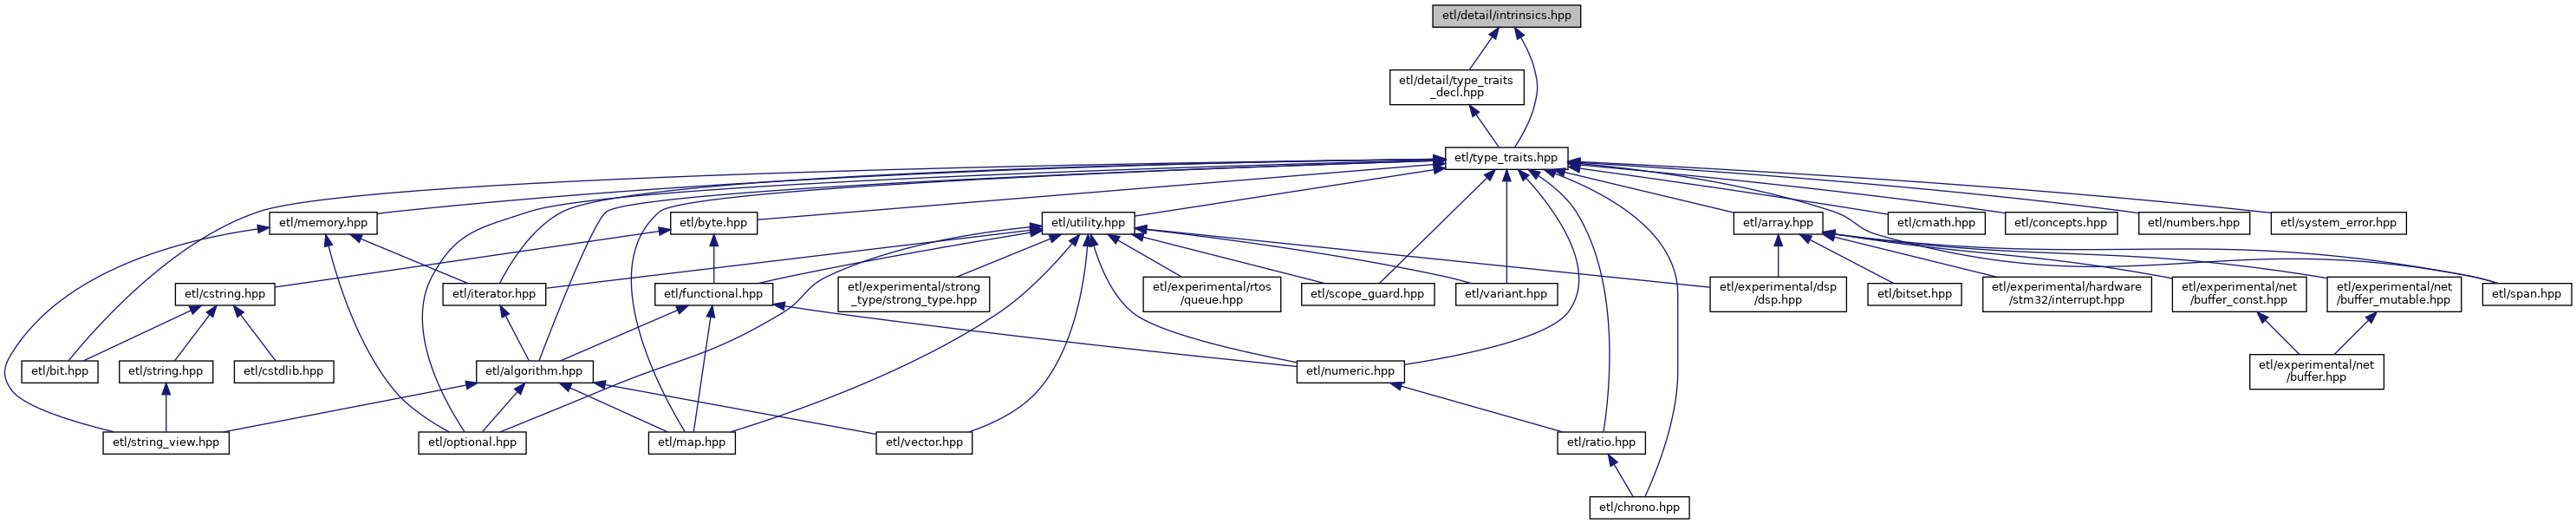 etl/detail/intrinsics.hpp
etl/detail/type_traits
_decl.hpp
etl/type_traits.hpp
etl/memory.hpp
etl/byte.hpp
etl/utility.hpp
etl/array.hpp
etl/cmath.hpp
etl/concepts.hpp
etl/numbers.hpp
etl/system_error.hpp
etl/cstring.hpp
etl/iterator.hpp
etl/functional.hpp
etl/experimental/strong
_type/strong_type.hpp
etl/experimental/rtos
/queue.hpp
etl/scope_guard.hpp
etl/variant.hpp
etl/experimental/dsp
/dsp.hpp
etl/bitset.hpp
etl/experimental/hardware
/stm32/interrupt.hpp
etl/experimental/net
/buffer_const.hpp
etl/experimental/net
/buffer_mutable.hpp
etl/span.hpp
etl/bit.hpp
etl/string.hpp
etl/cstdlib.hpp
etl/algorithm.hpp
etl/numeric.hpp
etl/experimental/net
/buffer.hpp
etl/string_view.hpp
etl/optional.hpp
etl/map.hpp
etl/vector.hpp
etl/ratio.hpp
etl/chrono.hpp